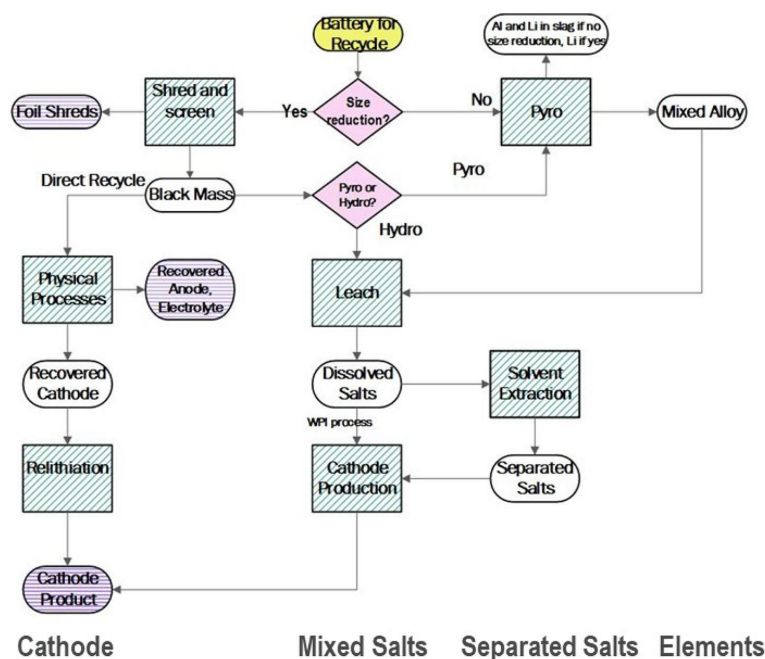 Battery for
Recycle
Al and Li in slag if no
size reduction, Li if yes
Foil Shreds
Shred and
screen
Yes
Size
reduction?
No
Pyro
Mixed Alloy
Direct Recycle
Black Mass
Pyro or
Hydro?
Pyro
Hydro
Physical
Processes
Recovered
Anode,
Electrolyte
Leach
Recovered
Cathode
Dissolved
Salts
Solvent
Extraction
WPI process
Relithiation
Cathode
Production
Separated
Salts
Cathode
Product
Cathode
Mixed Salts
Separated Salts
Elements